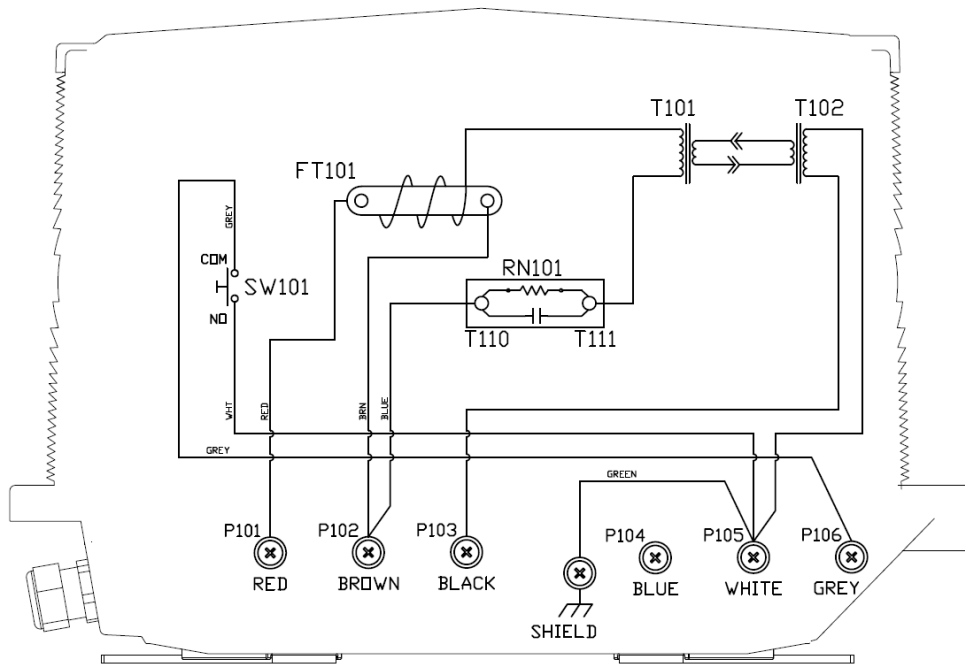 T101
T102
FT101
GREY
COM
SW101
NO
RN101
T110
T111
WHT
RED
BRN
BLUE
GREY
GREEN
P101
P102
P103
P104
P105
P106
RED
BROWN
BLACK
SHIELD
BLUE
WHITE
GREY